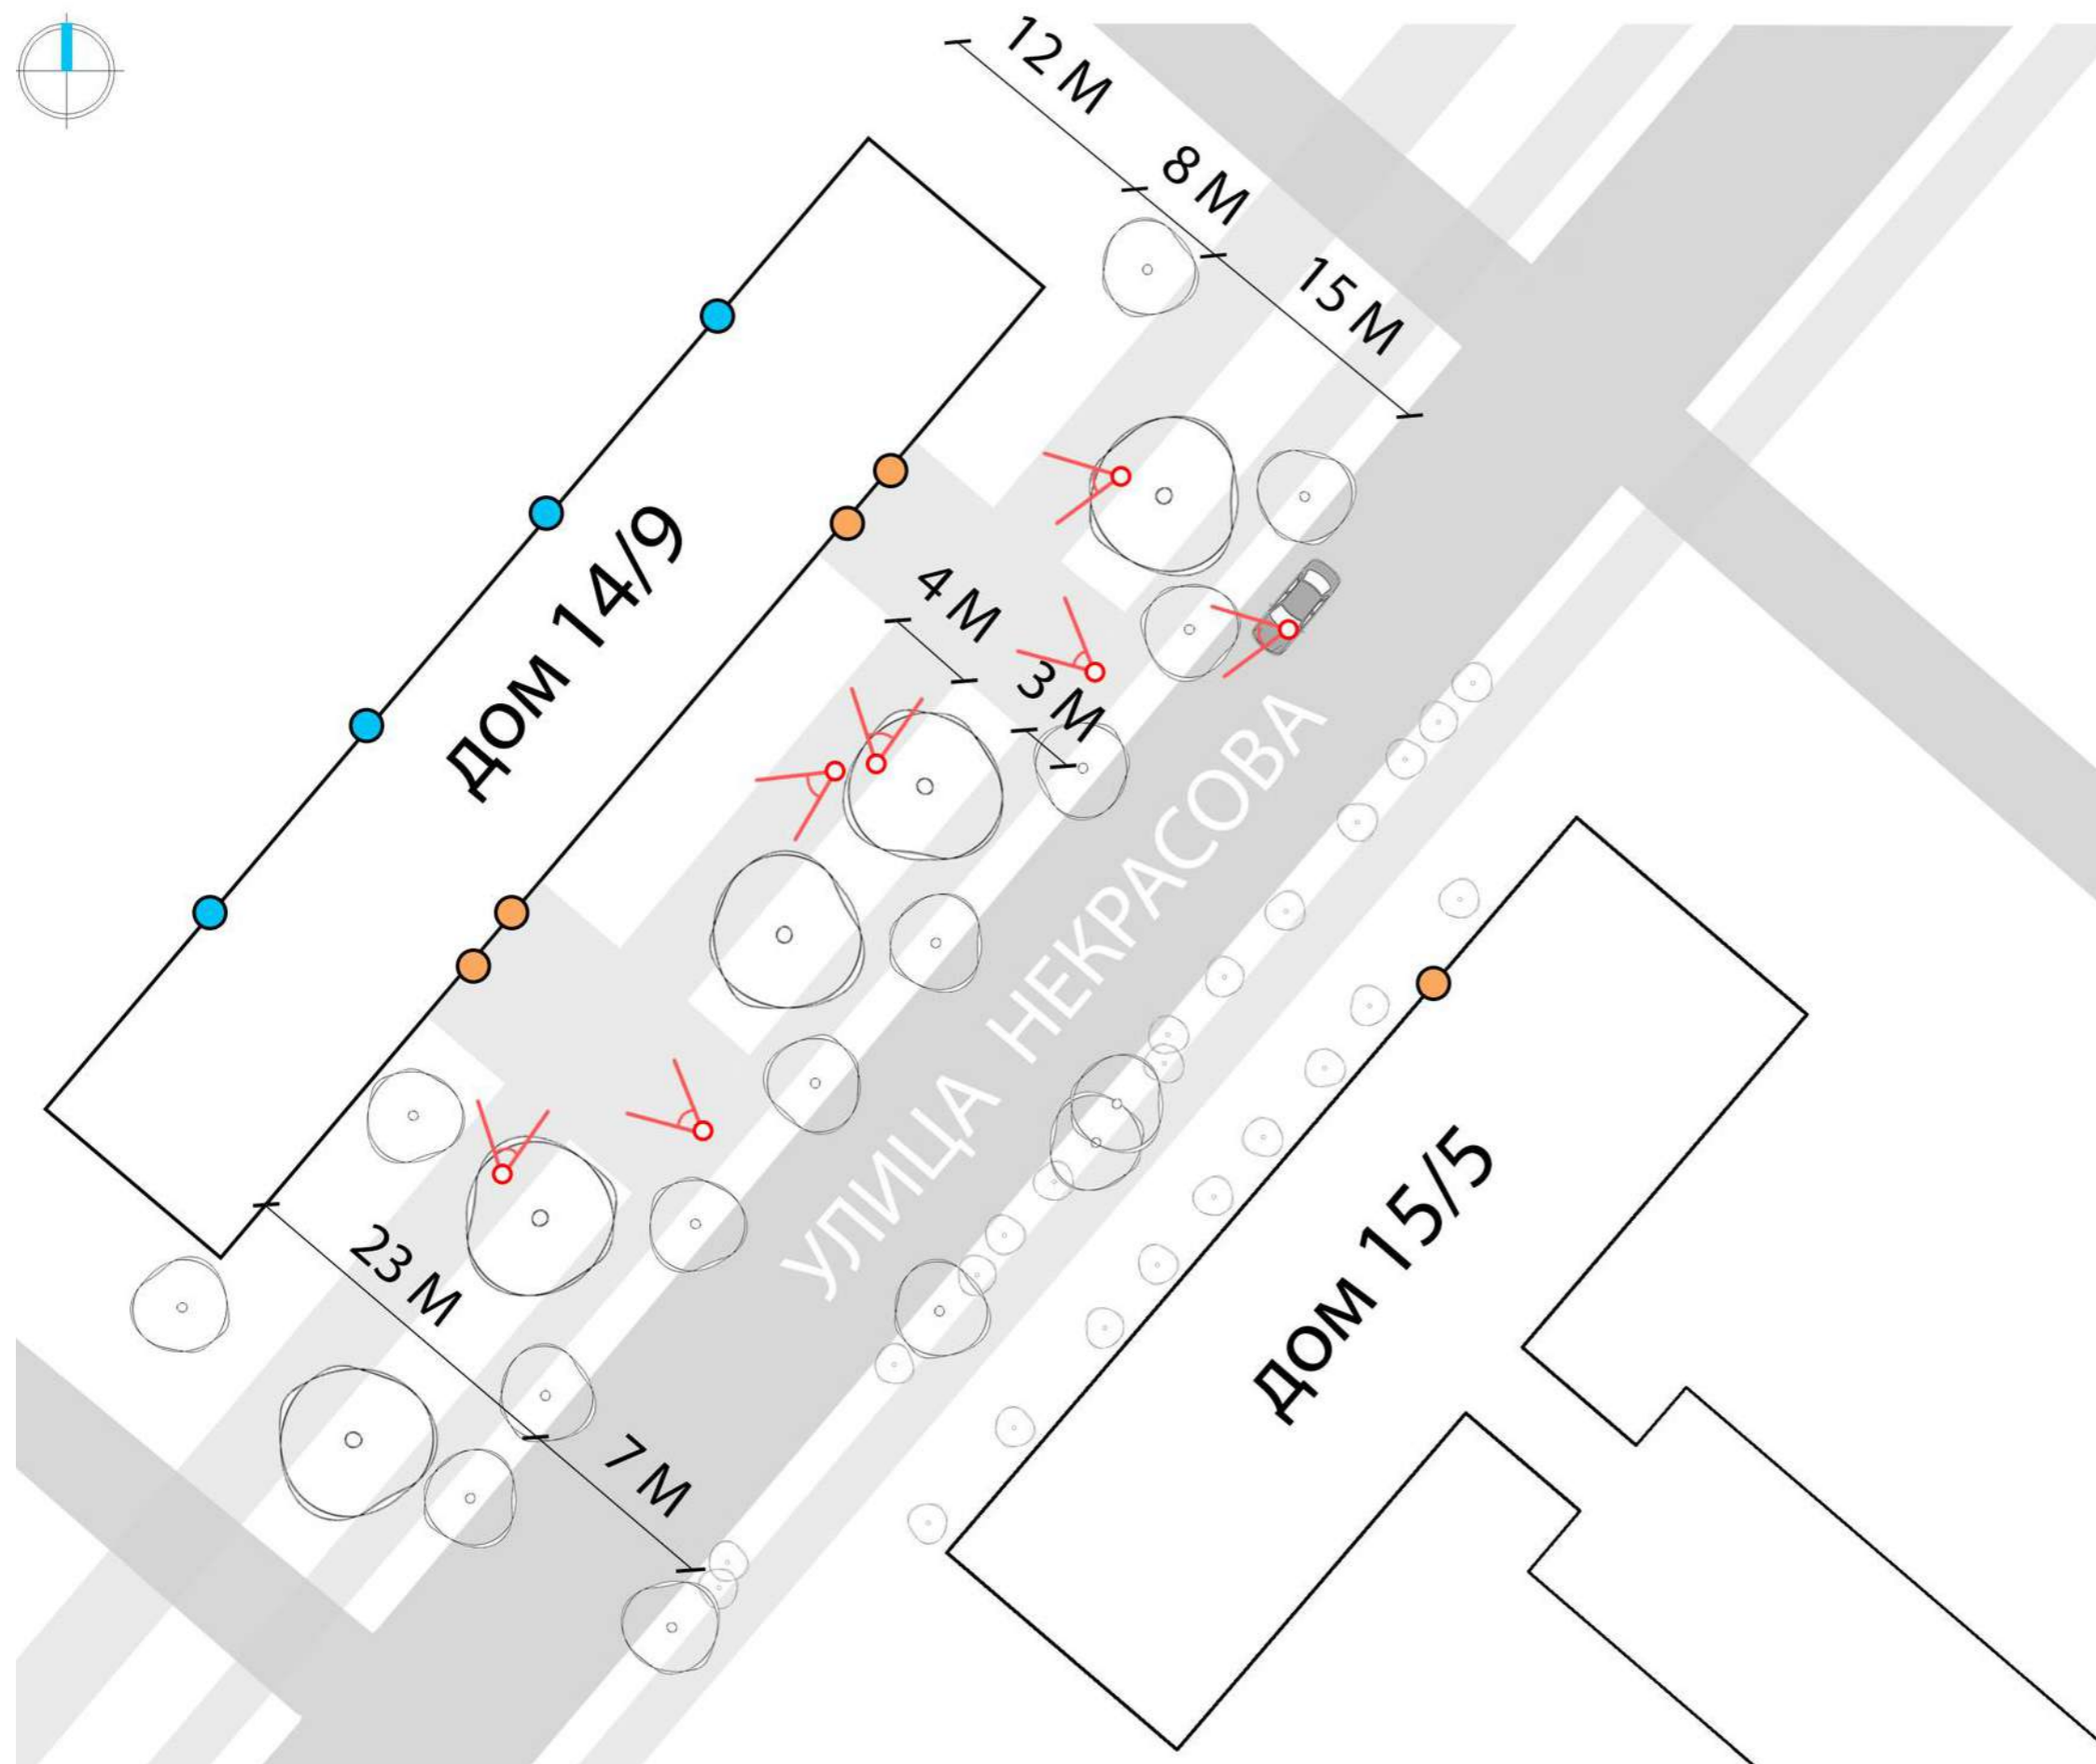 12 М
8 М
15 М
дом 14/9
4 М
3 М
УЛИЦА НЕКРАСОВА
дом 15/5
23 М
7 М